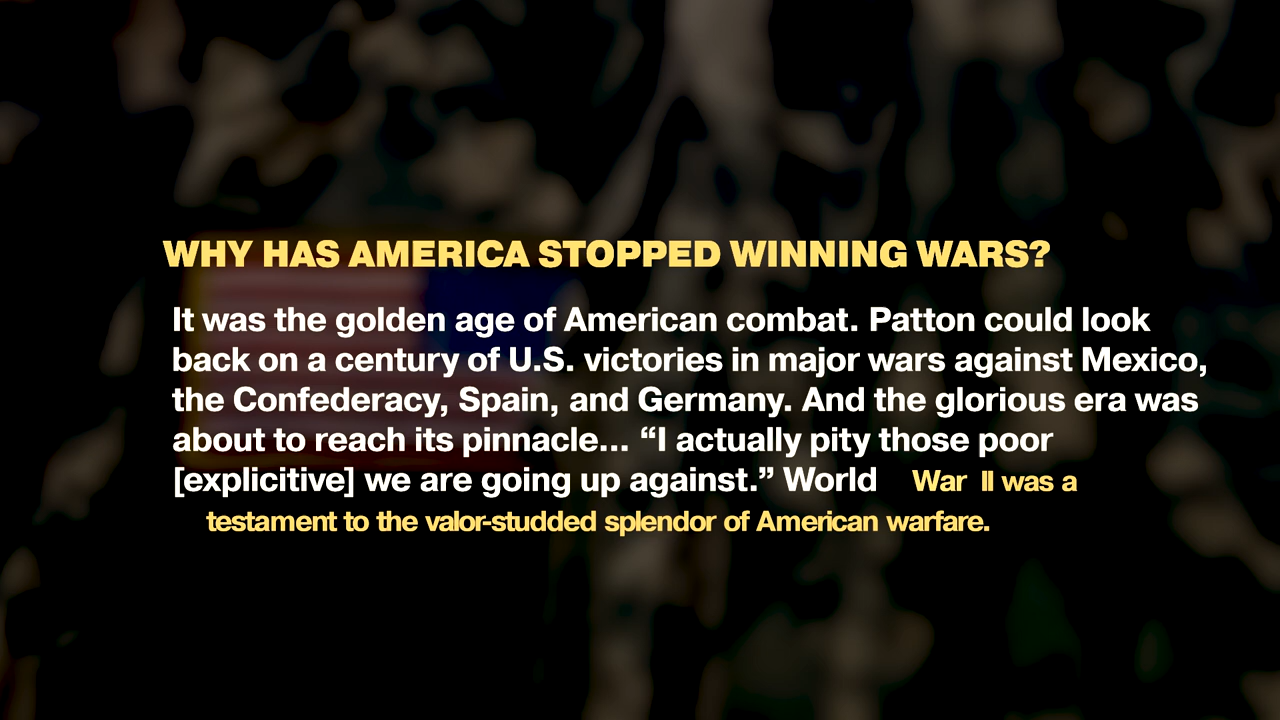 WHY HAS AMERICA STOPPED WINNING WARS?
It was the golden age of American combat. Patton could look
back on a century of U.S. victories in major wars against Mexico,
the Confederacy, Spain, and Germany. And the glorious era was
about to reach its pinnacle... “I actually pity those poor
[explicitive] we are going up against.” World War II was a
testament to the valor-studded splendor of American warfare.